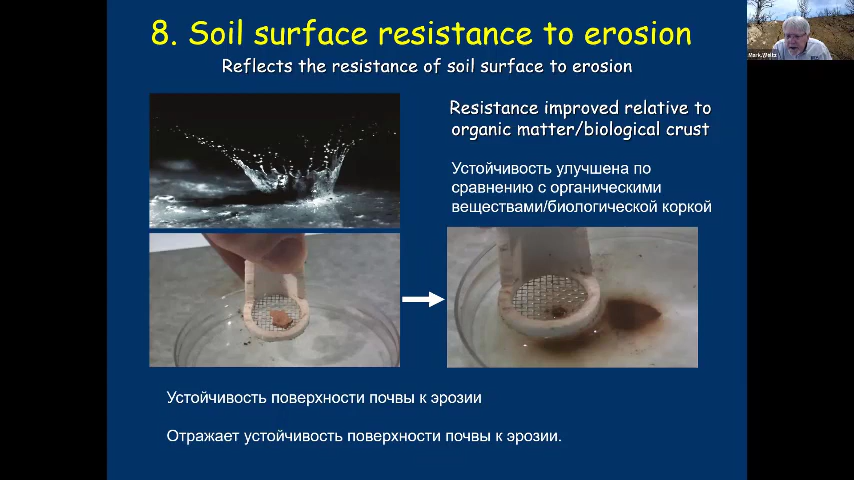 8. Soil surface resistance to erosion
Reflects the resistance of soil surface to erosion
Resistance improved relative to
organic matter/biological crust
Устойчивость улучшена по
сравнению с органическими
веществами/биологической коркой
Устойчивость поверхности почвы к эрозии
Отражает устойчивость поверхности почвы к эрозии.
Mark Weltz